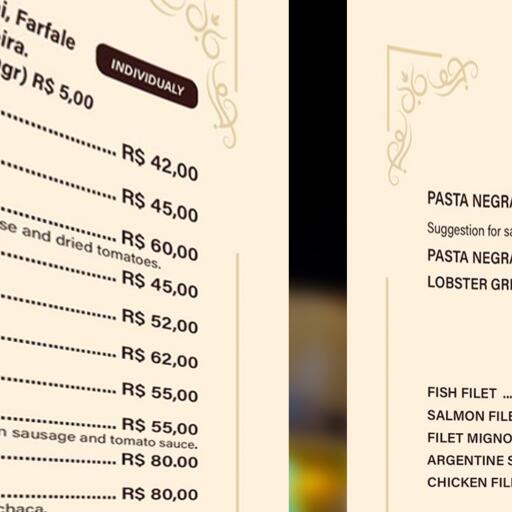 i, Farfale
ira.
gr) R$ 5,00
INDIVIDUALY
R$ 42,00
R$ 45,00
R$ 60,00
se and dried tomatoes.
R$ 45,00
R$ 52,00
R$ 62,00
R$ 55,00
R$ 55,00
n sausage and tomato sauce.
R$ 80.00
R$ 80,00
chaça
PASTA NEGRA
Suggestion for sa
PASTA NEGRA
LOBSTER GRI
FISH FILET ...
SALMON FILE
FILET MIGNO
ARGENTINE S
CHICKEN FIL